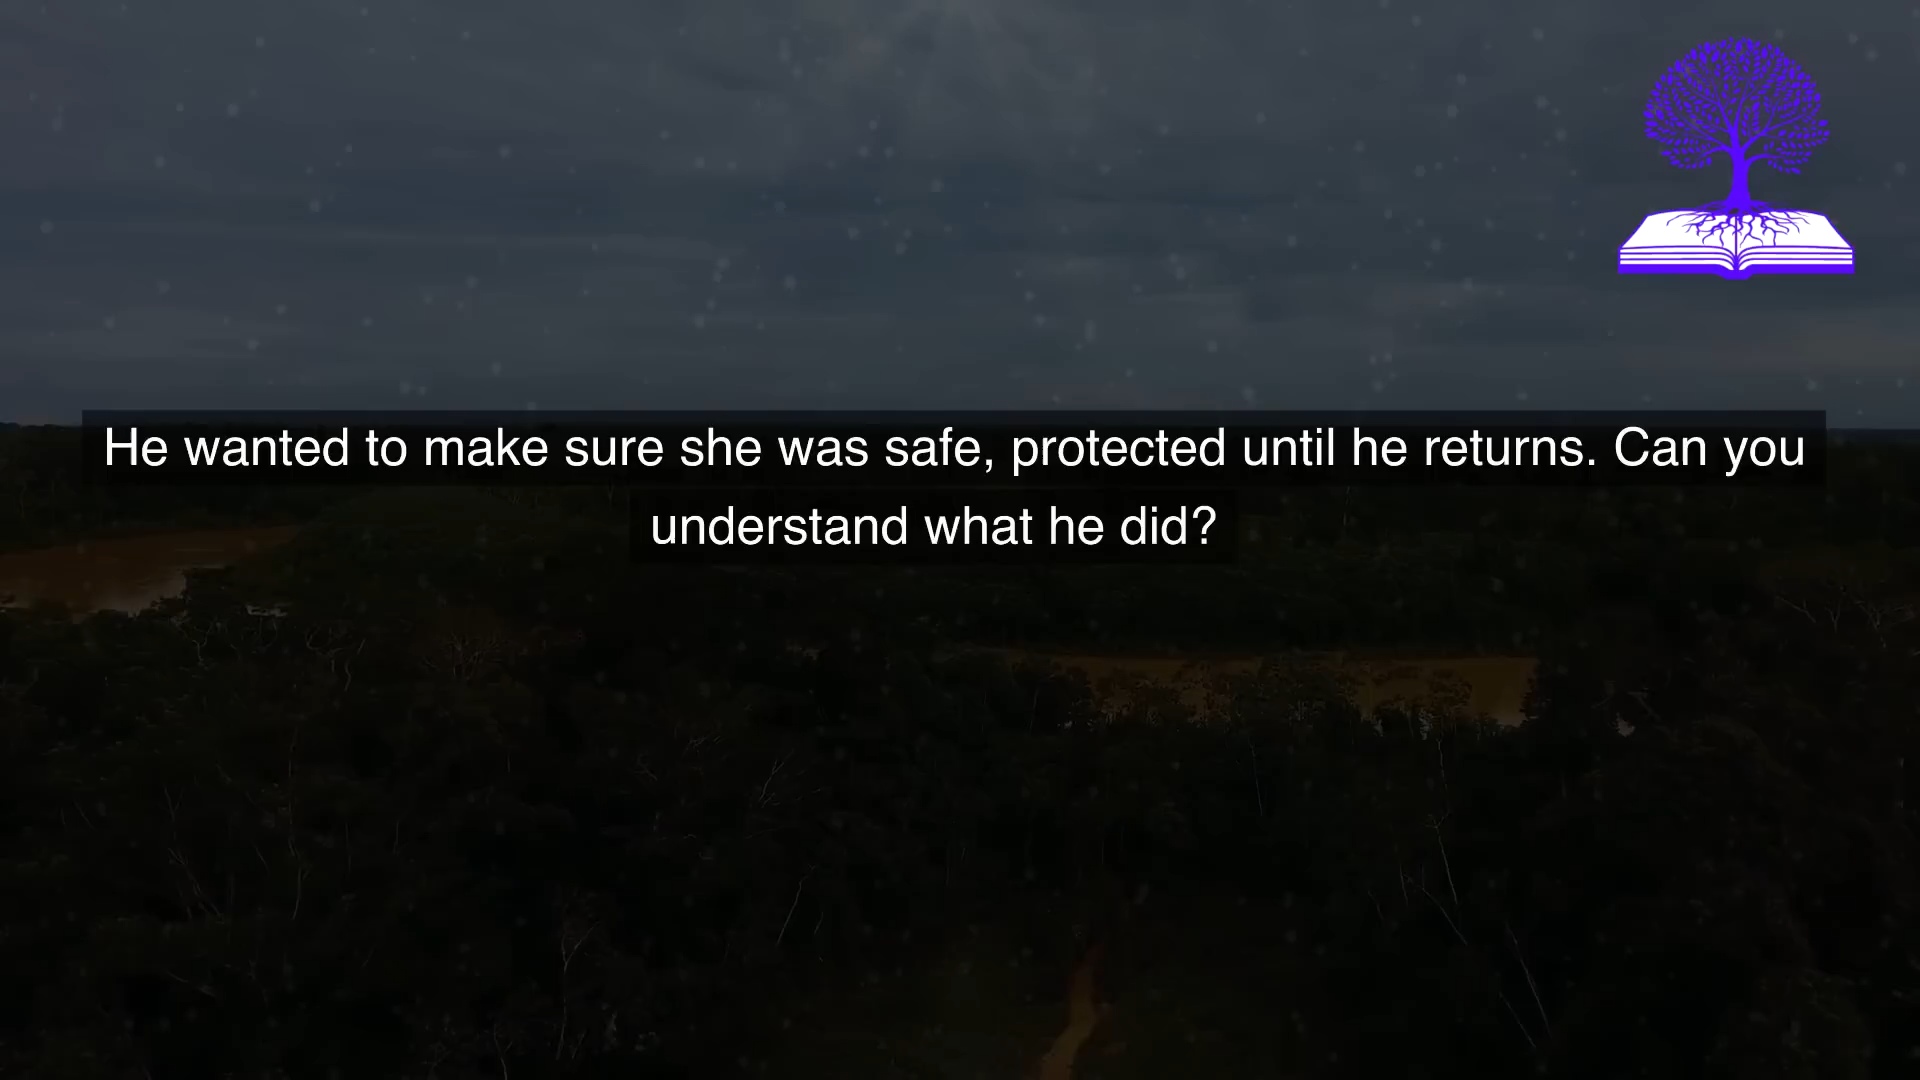 He wanted to make sure she was safe, protected until he returns. Can you
understand what he did?